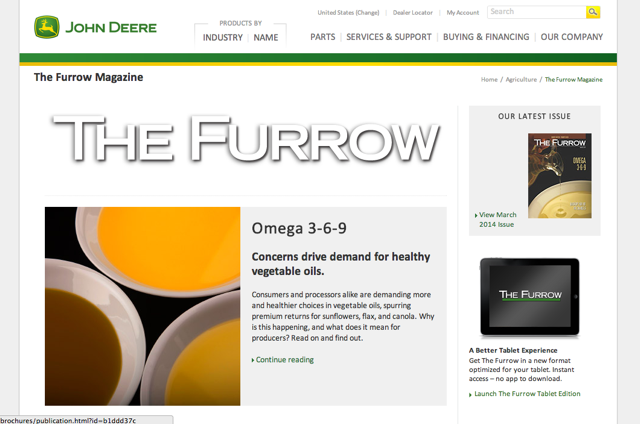 United States (Change) | Dealer Locator | My Account
Search
JOHN DEERE
PRODUCTS BY
INDUSTRY | NAME
PARTS | SERVICES & SUPPORT | BUYING & FINANCING | OUR COMPANY
The Furrow Magazine
Home / Agriculture / The Furrow Magazine
THE FURROW
OUR LATEST ISSUE
THE FURROW
OMEGA
3-6-9
View March
2014 Issue
Omega 3-6-9
Concerns drive demand for healthy
vegetable oils.
Consumers and processors alike are demanding more
and healthier choices in vegetable oils, spurring
premium returns for sunflowers, flax, and canola. Why
is this happening, and what does it mean for
producers? Read on and find out.
Continue reading
THE FURROW
A Better Tablet Experience
Get The Furrow in a new format
optimized for your tablet. Instant
access – no app to download.
Launch The Furrow Tablet Edition
brochures/publication.html?id=b1ddd37c